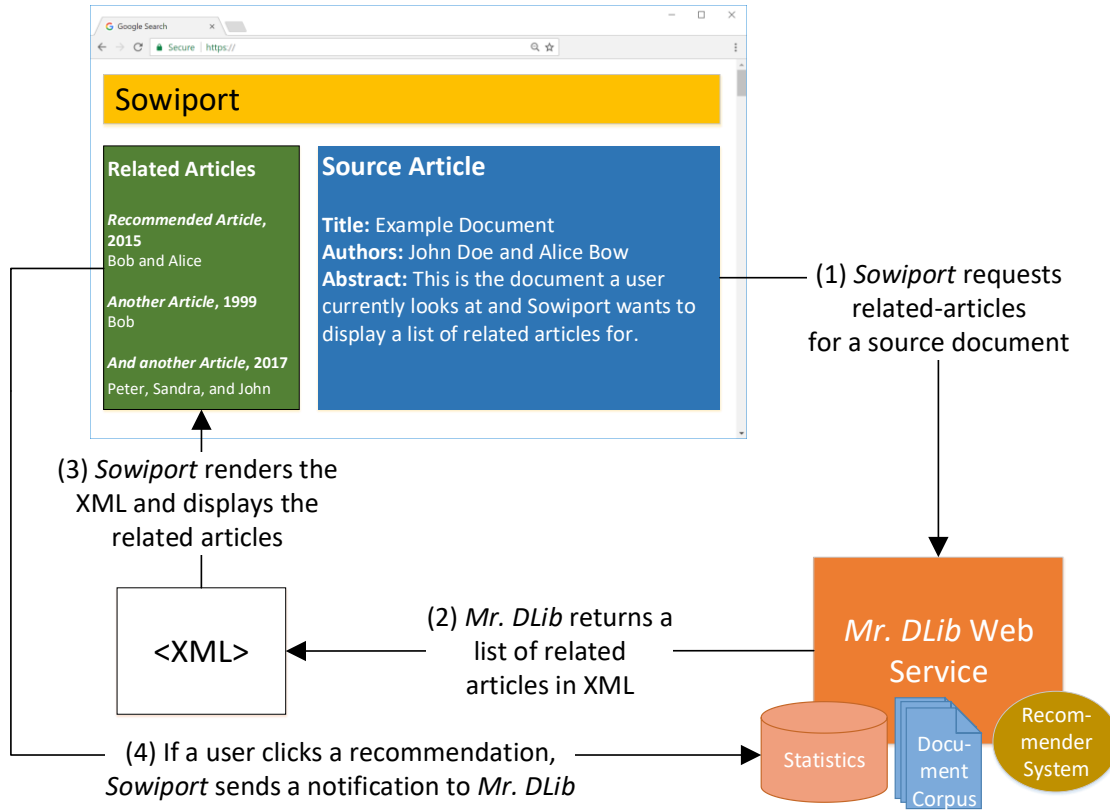 Google Search
Secure | https://
Sowiport
Related Articles
Recommended Article,
2015
Bob and Alice
Another Article, 1999
Bob
And another Article, 2017
Peter, Sandra, and John
Source Article
Title: Example Document
Authors: John Doe and Alice Bow
Abstract: This is the document a user
currently looks at and Sowiport wants to
display a list of related articles for.
(1) Sowiport requests
related-articles
for a source document
(3) Sowiport renders the
XML and displays the
related articles
<XML>
(2) Mr. DLib returns a
list of related
articles in XML
Mr. DLib Web
Service
(4) If a user clicks a recommendation,
Sowiport sends a notification to Mr. DLib
Statistics
Docu-
ment
Corpus
Recom-
mender
System